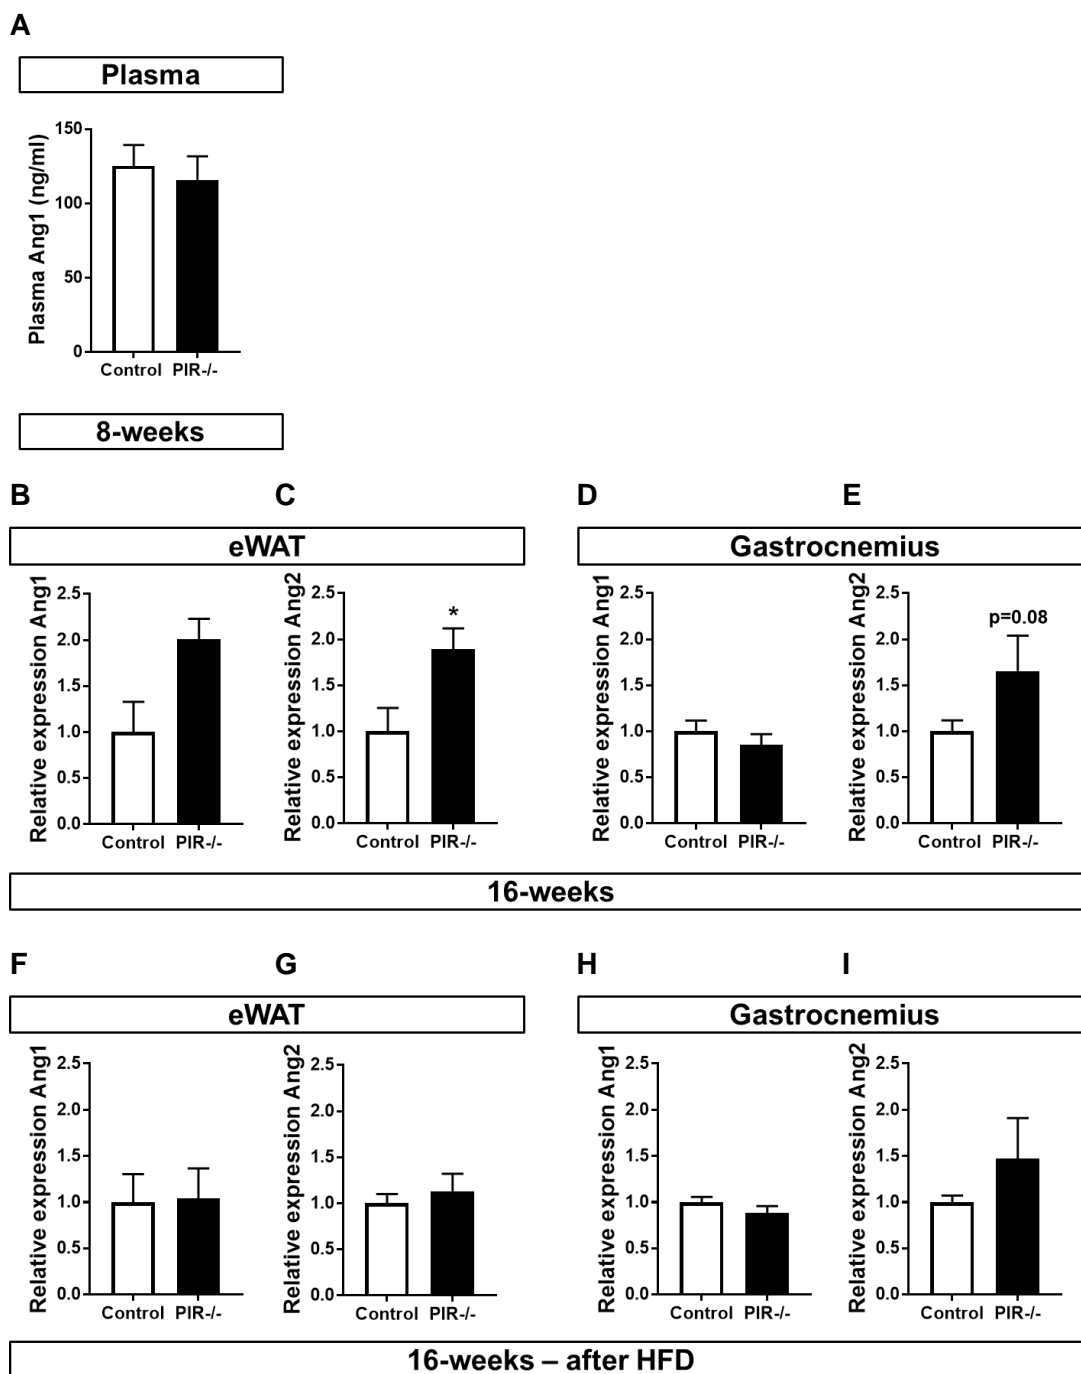 A
Plasma
Plasma Ang1 (ng/ml)
150
100
50
0
Control PIR-/-
8-weeks
B C D E
eWAT Gastrocnemius
Relative expression Ang1
2.5
2.0
1.5
1.0
0.5
0.0
Control PIR-/-
Relative expression Ang2
2.5
2.0
1.5
1.0
0.5
0.0
*
Control PIR-/-
Relative expression Ang1
2.5
2.0
1.5
1.0
0.5
0.0
Control PIR-/-
Relative expression Ang2
2.5
2.0
1.5
1.0
0.5
0.0
p=0.08
Control PIR-/-
16-weeks
F G H I
eWAT Gastrocnemius
Relative expression Ang1
2.5
2.0
1.5
1.0
0.5
0.0
Control PIR-/-
Relative expression Ang2
2.5
2.0
1.5
1.0
0.5
0.0
Control PIR-/-
Relative expression Ang1
2.5
2.0
1.5
1.0
0.5
0.0
Control PIR-/-
Relative expression Ang2
2.5
2.0
1.5
1.0
0.5
0.0
Control PIR-/-
16-weeks – after HFD